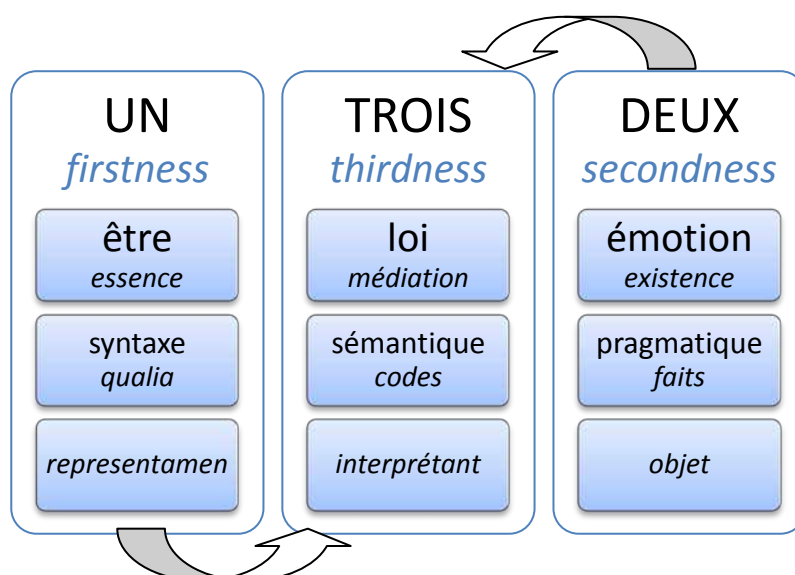 UN
firstness
être
essence
syntaxe
qualia
representamen
TROIS
thirdness
loi
médiation
sémantique
codes
interprétant
DEUX
secondness
émotion
existence
pragmatique
faits
objet